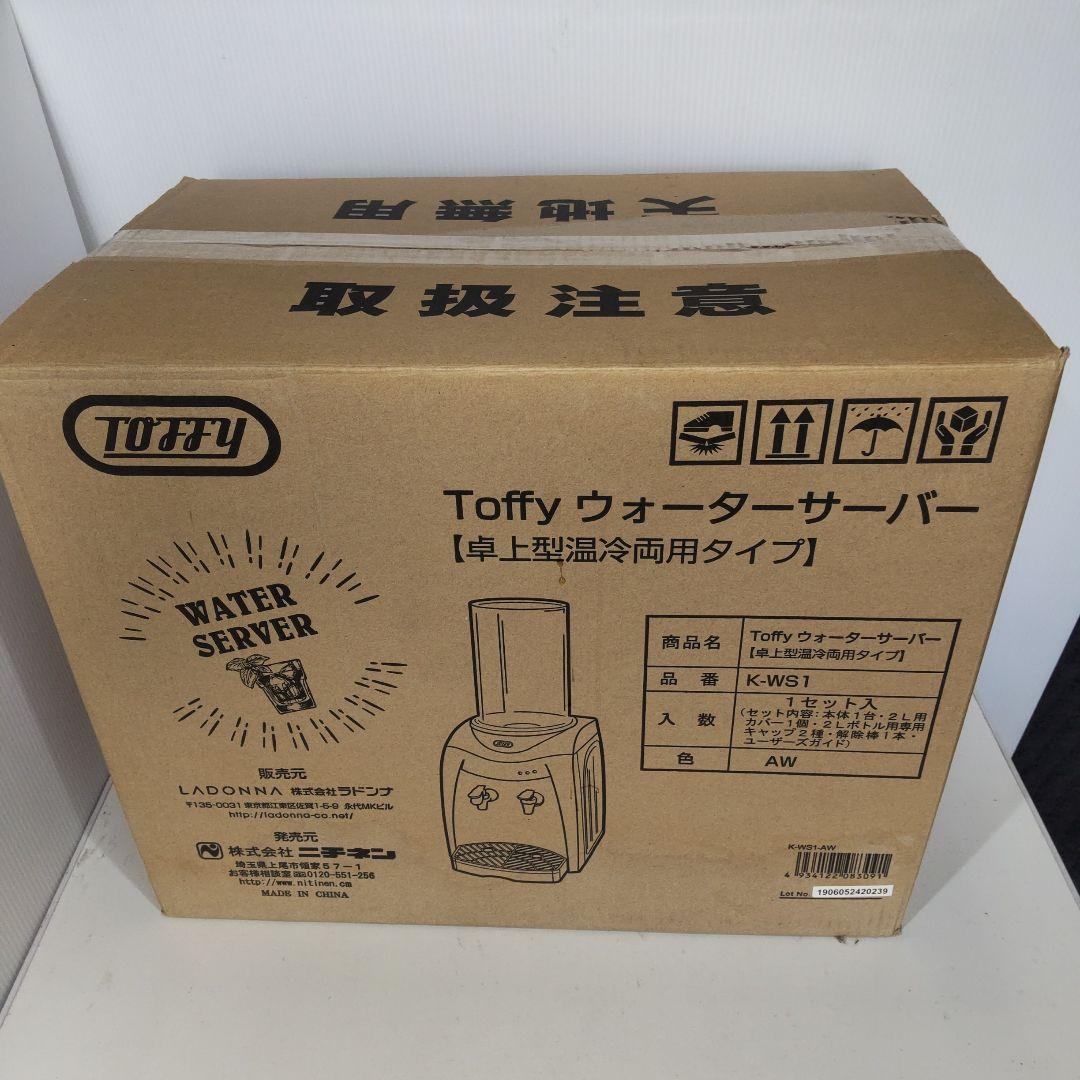 天地無用
取扱注意
TOFFY
Toffy ウォーターサーバー
【卓上型温冷両用タイプ】
WATER
SERVER
商品名 Toffy ウォーターサーバー
【卓上型温冷両用タイプ】
品番 K-WS1
入数 1セット入
(セット内容:本体1台・2L用
カバー1個・2Lボトル用専用
キャップ2種・解除棒1本・
ユーザーズガイド)
色 AW
販売元
LADONNA 株式会社ラドンナ
〒135-0031 東京都江東区佐賀1-5-9 永代MKビル
http://ladonna-co.net/
発売元
株式会社 ニチネン
埼玉県上尾市領家57-1
お客様相談室 0120-551-256
http://www.nitinen.cm
MADE IN CHINA
K-WS1-AW
4 934122 083091
Lot No. 1906052420239